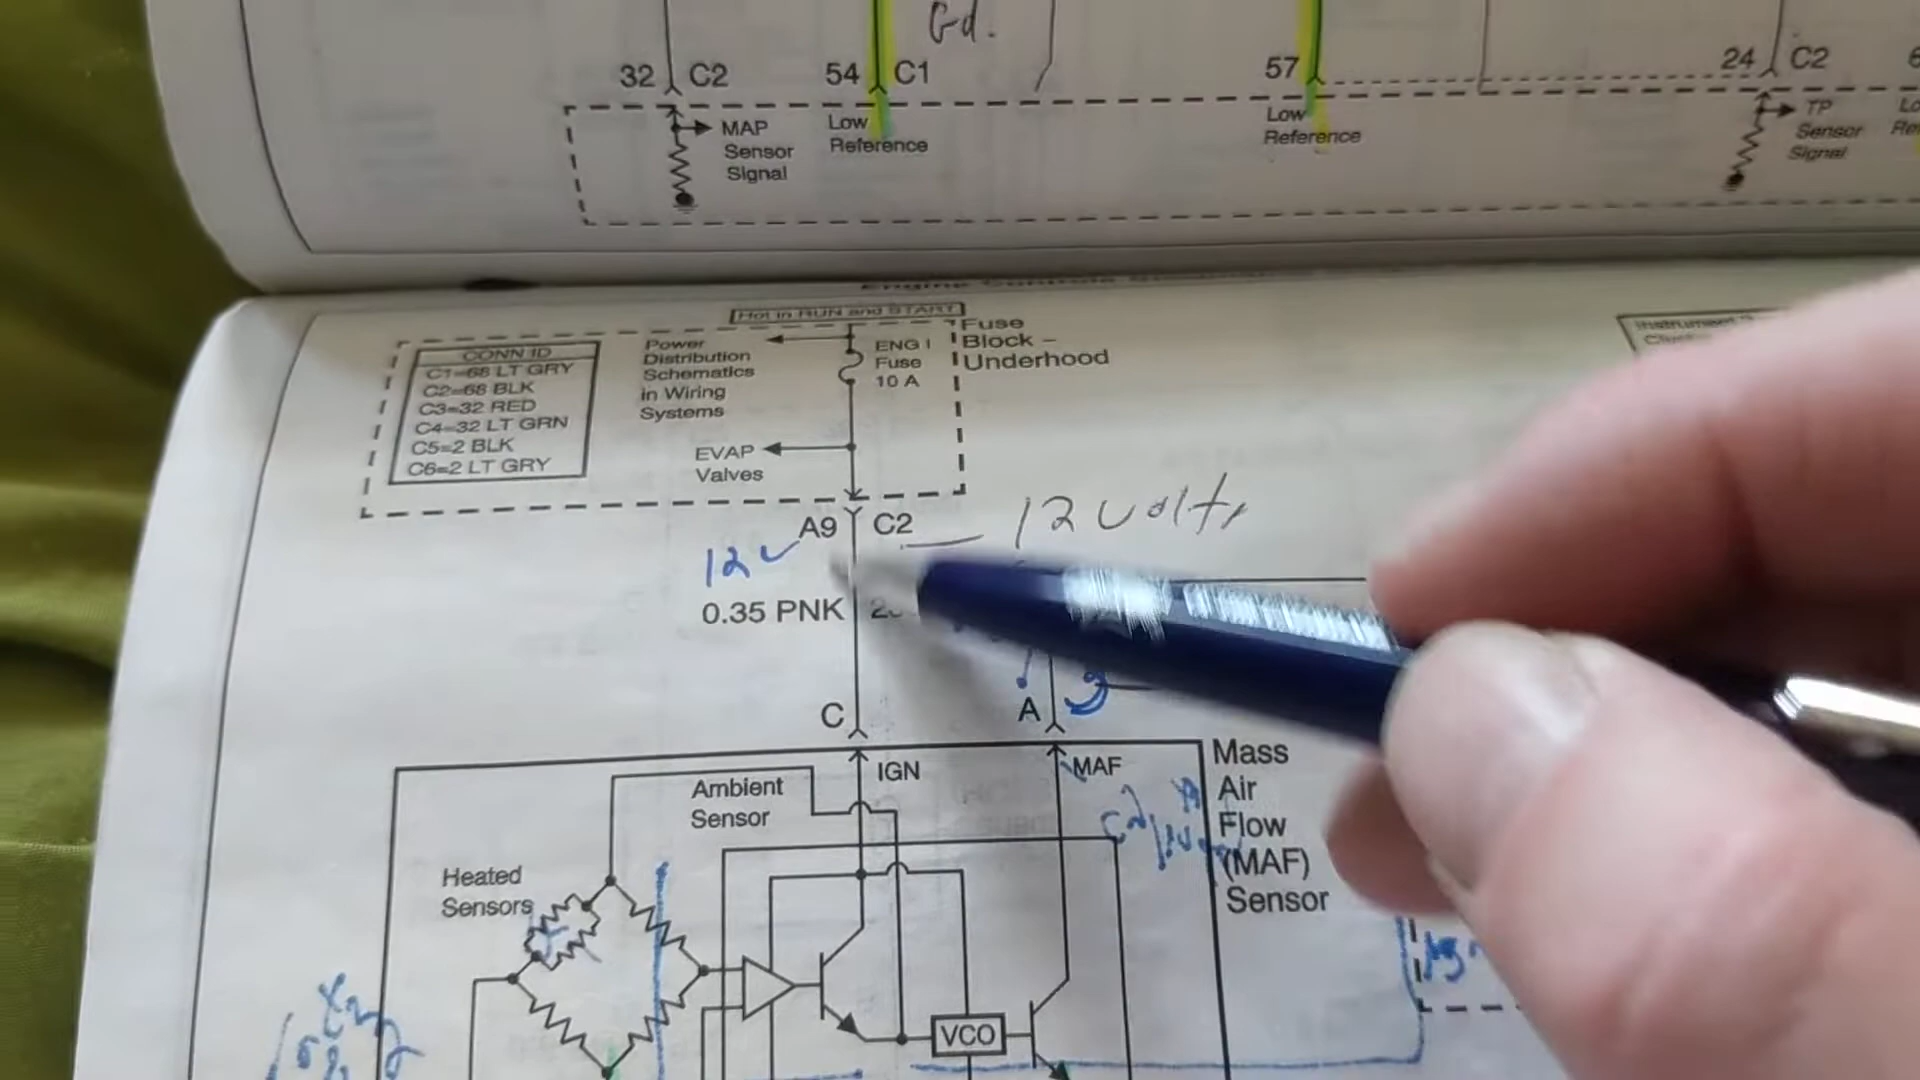 Gd.
32 C2
54 C1
57
24 C2
MAP
Sensor
Signal
Low
Reference
Low
Reference
TP
Sensor
Signal
Engine Controls
Hot in RUN and START
CONN ID
C1=68 LT GRY
C2=68 BLK
C3=32 RED
C4=32 LT GRN
C5=2 BLK
C6=2 LT GRY
Power
Distribution
Schematics
in Wiring
Systems
ENG I
Fuse
10 A
Fuse
Block –
Underhood
EVAP
Valves
A9 C2
12 volts
12 v
0.35 PNK
C
A
IGN
MAF
Mass
Air
Flow
(MAF)
Sensor
Ambient
Sensor
Heated
Sensors
VCO